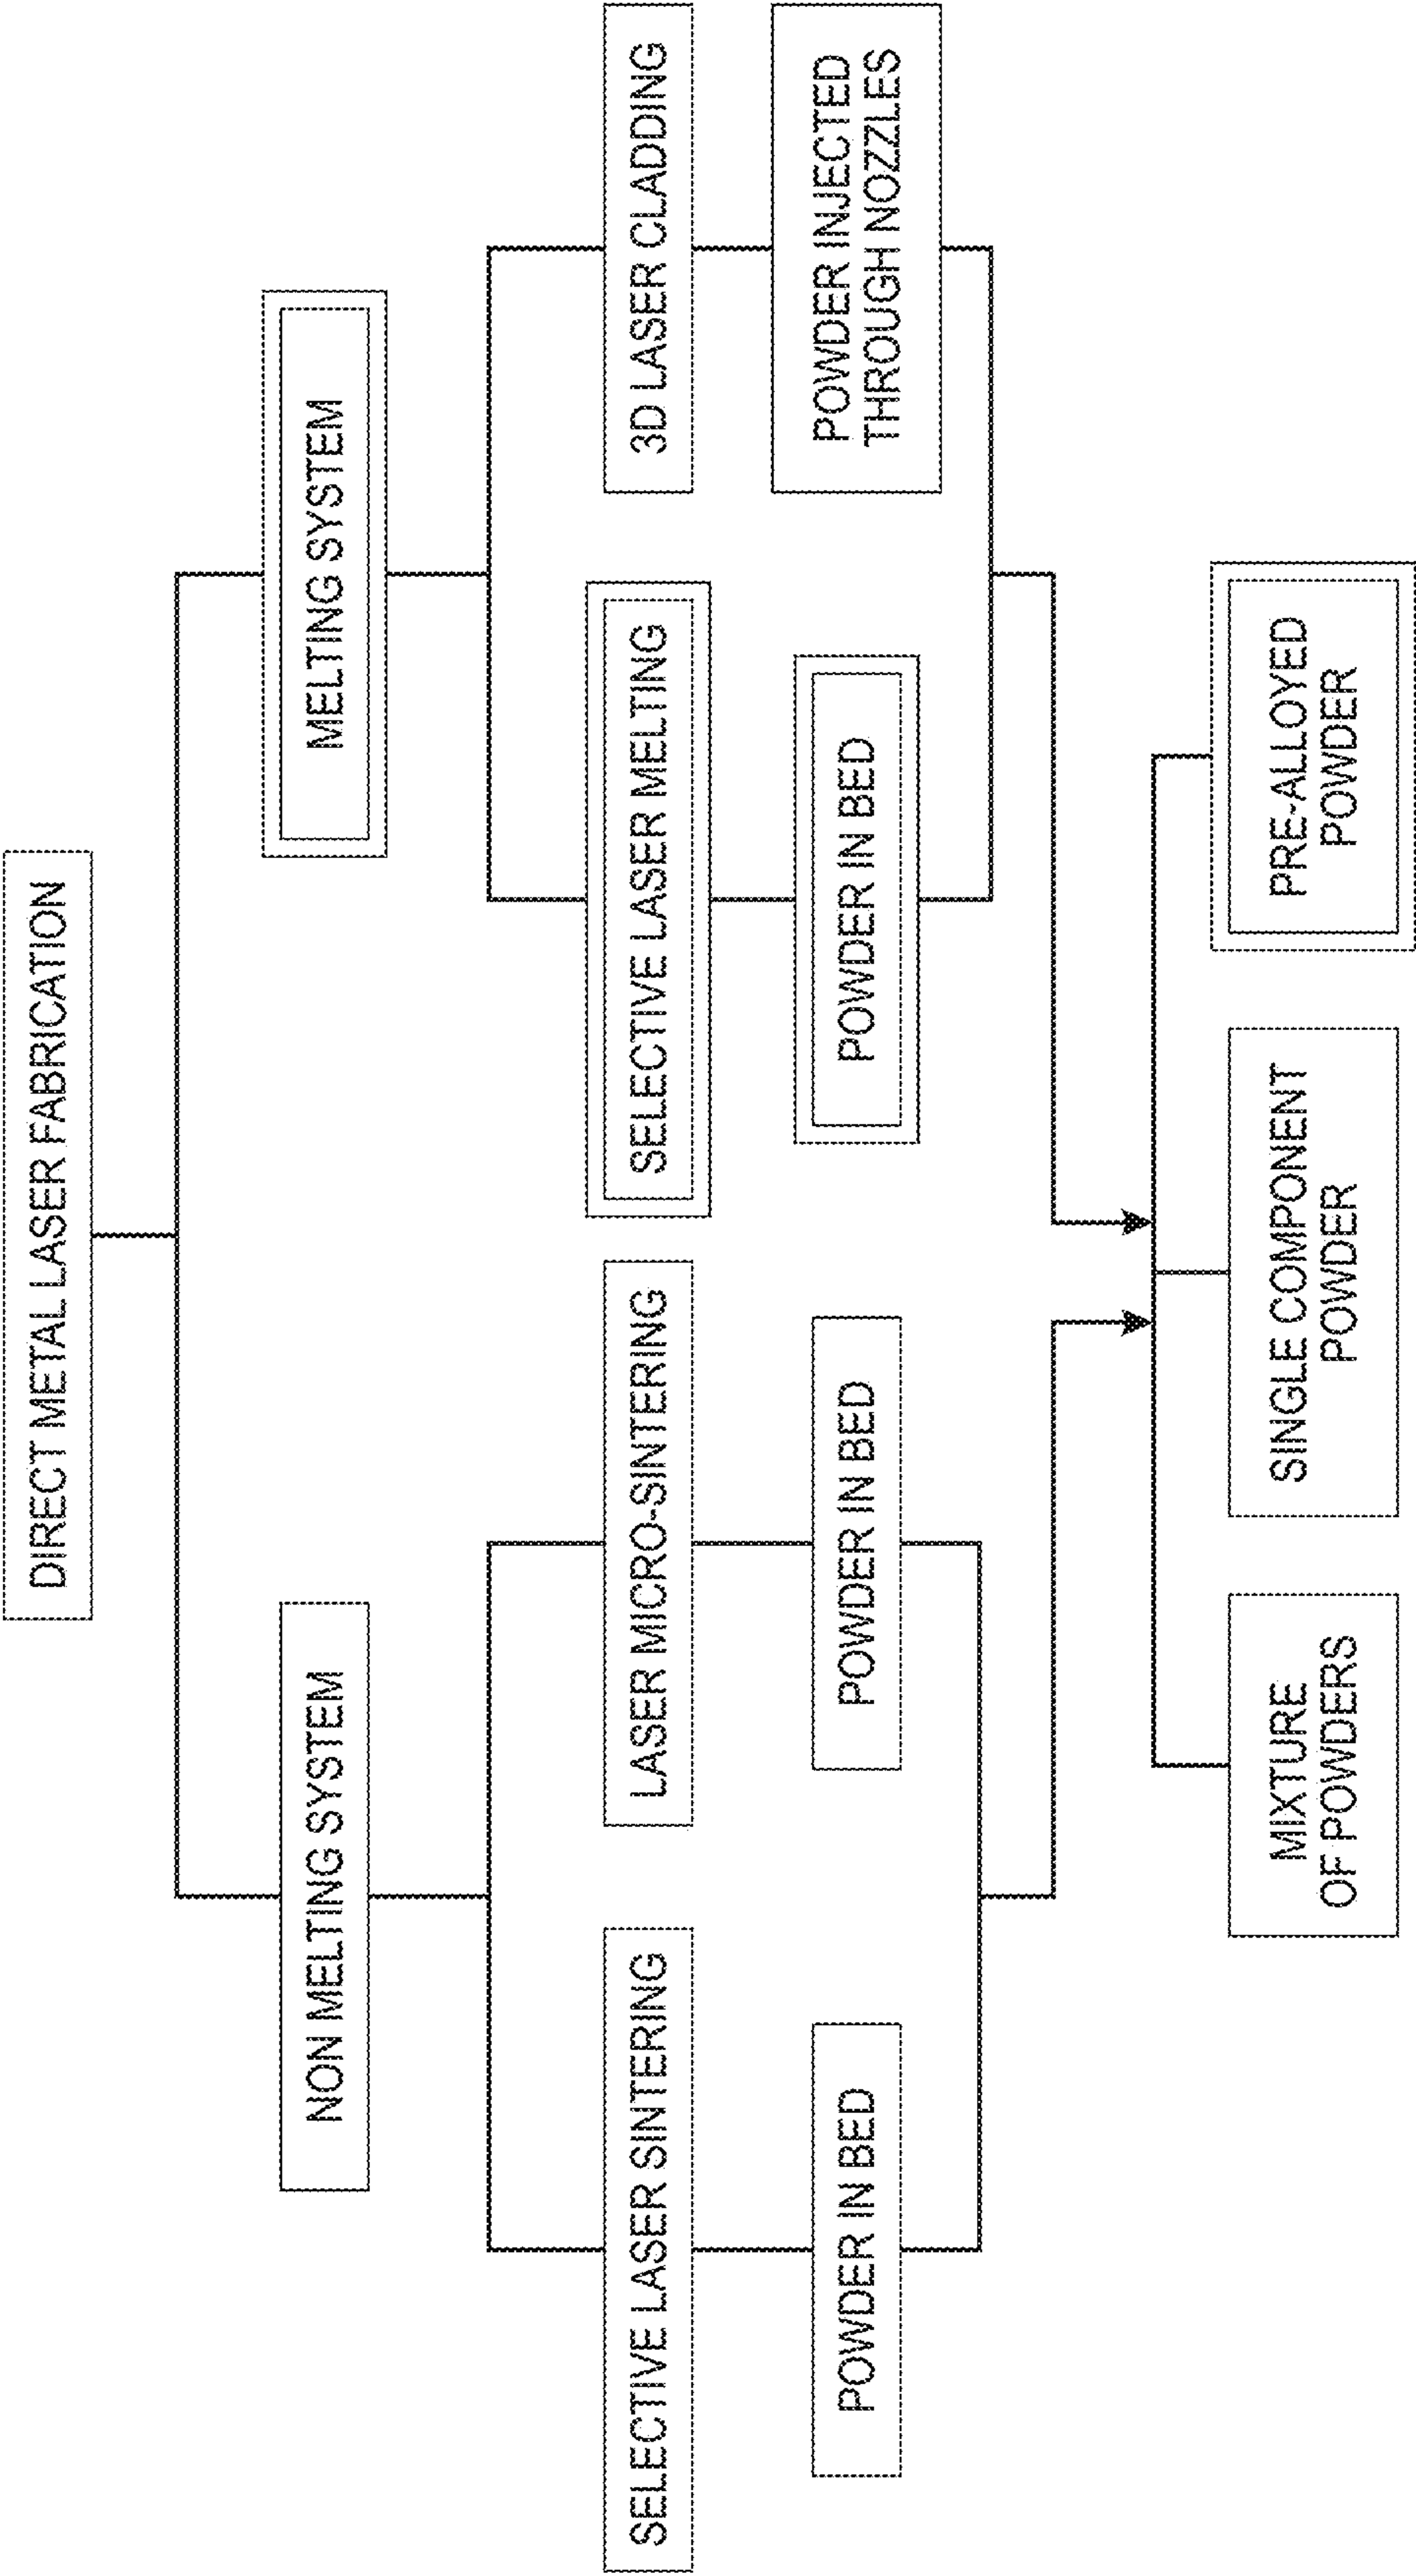 DIRECT METAL LASER FABRICATION
NON MELTING SYSTEM
MELTING SYSTEM
SELECTIVE LASER SINTERING
LASER MICRO-SINTERING
SELECTIVE LASER MELTING
3D LASER CLADDING
POWDER IN BED
POWDER IN BED
POWDER IN BED
POWDER INJECTED
THROUGH NOZZLES
MIXTURE
OF POWDERS
SINGLE COMPONENT
POWDER
PRE-ALLOYED
POWDER